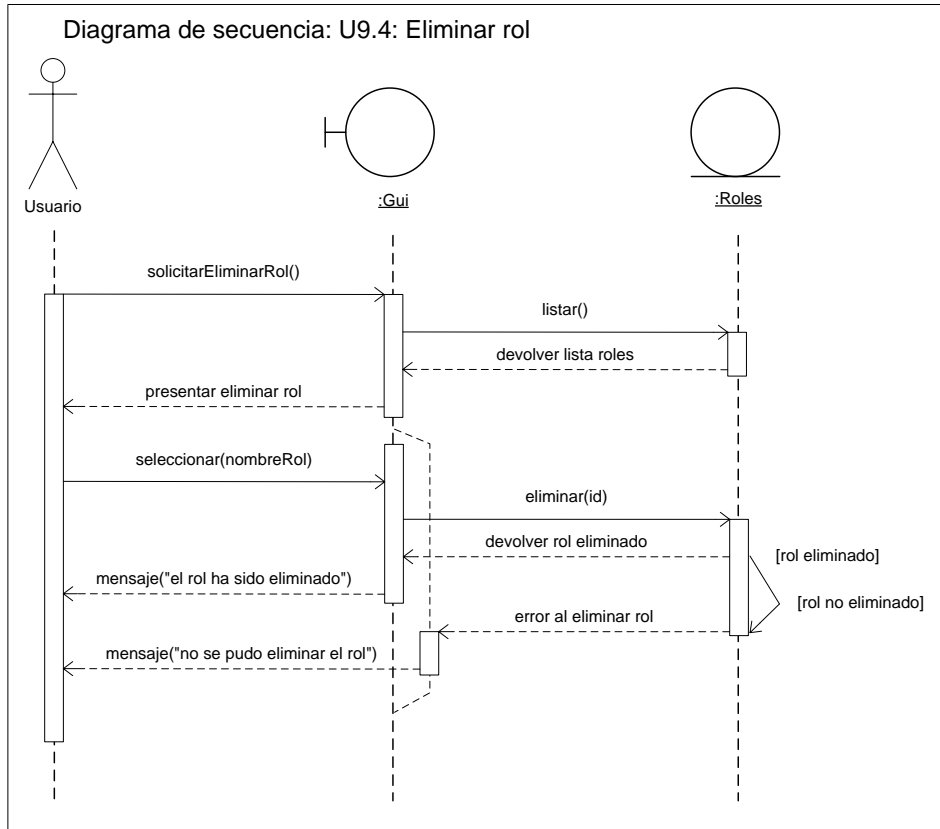 Diagrama de secuencia: U9.4: Eliminar rol
Usuario
:Gui
:Roles
solicitarEliminarRol()
listar()
devolver lista roles
presentar eliminar rol
seleccionar(nombreRol)
eliminar(id)
devolver rol eliminado
[rol eliminado]
mensaje("el rol ha sido eliminado")
[rol no eliminado]
error al eliminar rol
mensaje("no se pudo eliminar el rol")